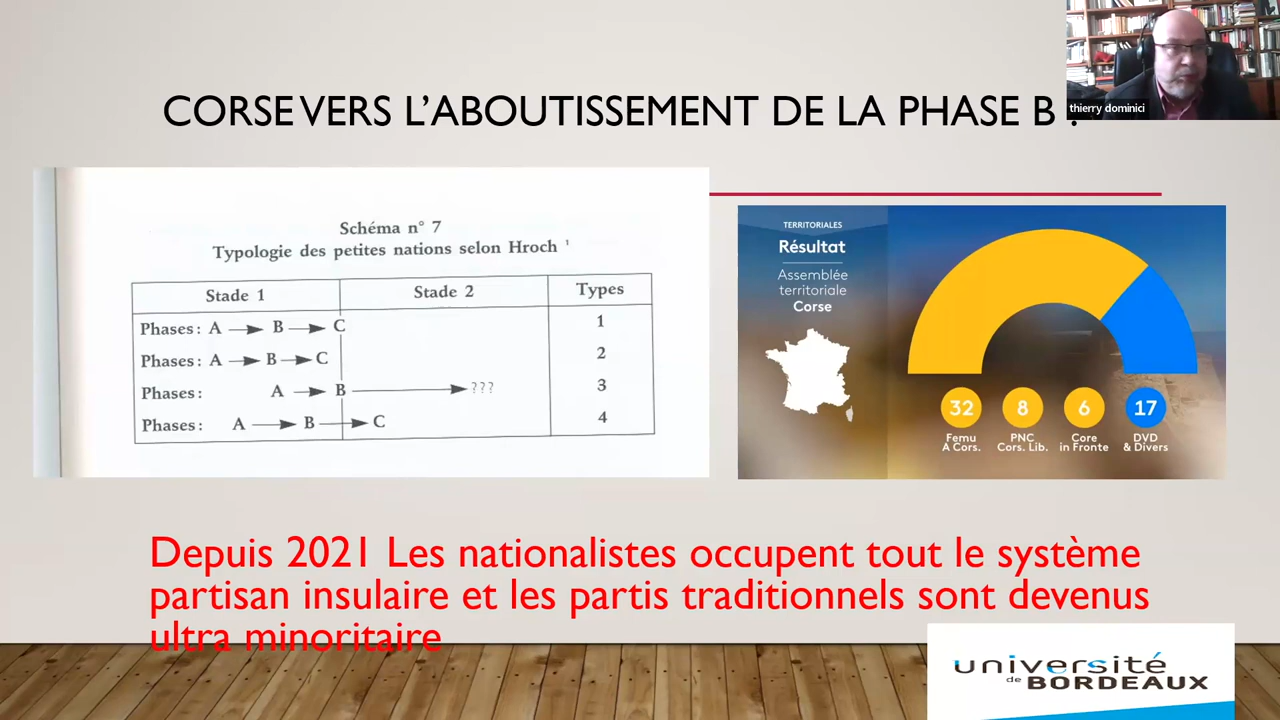 thierry dominici
CORSE VERS L'ABOUTISSEMENT DE LA PHASE B ?
Schéma n° 7
Typologie des petites nations selon Hroch ¹
Stade 1 Stade 2 Types
Phases: A → B → C 1
Phases: A → B → C 2
Phases: A → B → ??? 3
Phases: A → B → C 4
TERRITORIALES
Résultat
Assemblée
territoriale
Corse
32 8 6 17
Femu PNC Core DVD
A Cors. Cors. Lib. in Fronte & Divers
Depuis 2021 Les nationalistes occupent tout le système
partisan insulaire et les partis traditionnels sont devenus
ultra minoritaire
université
de BORDEAUX